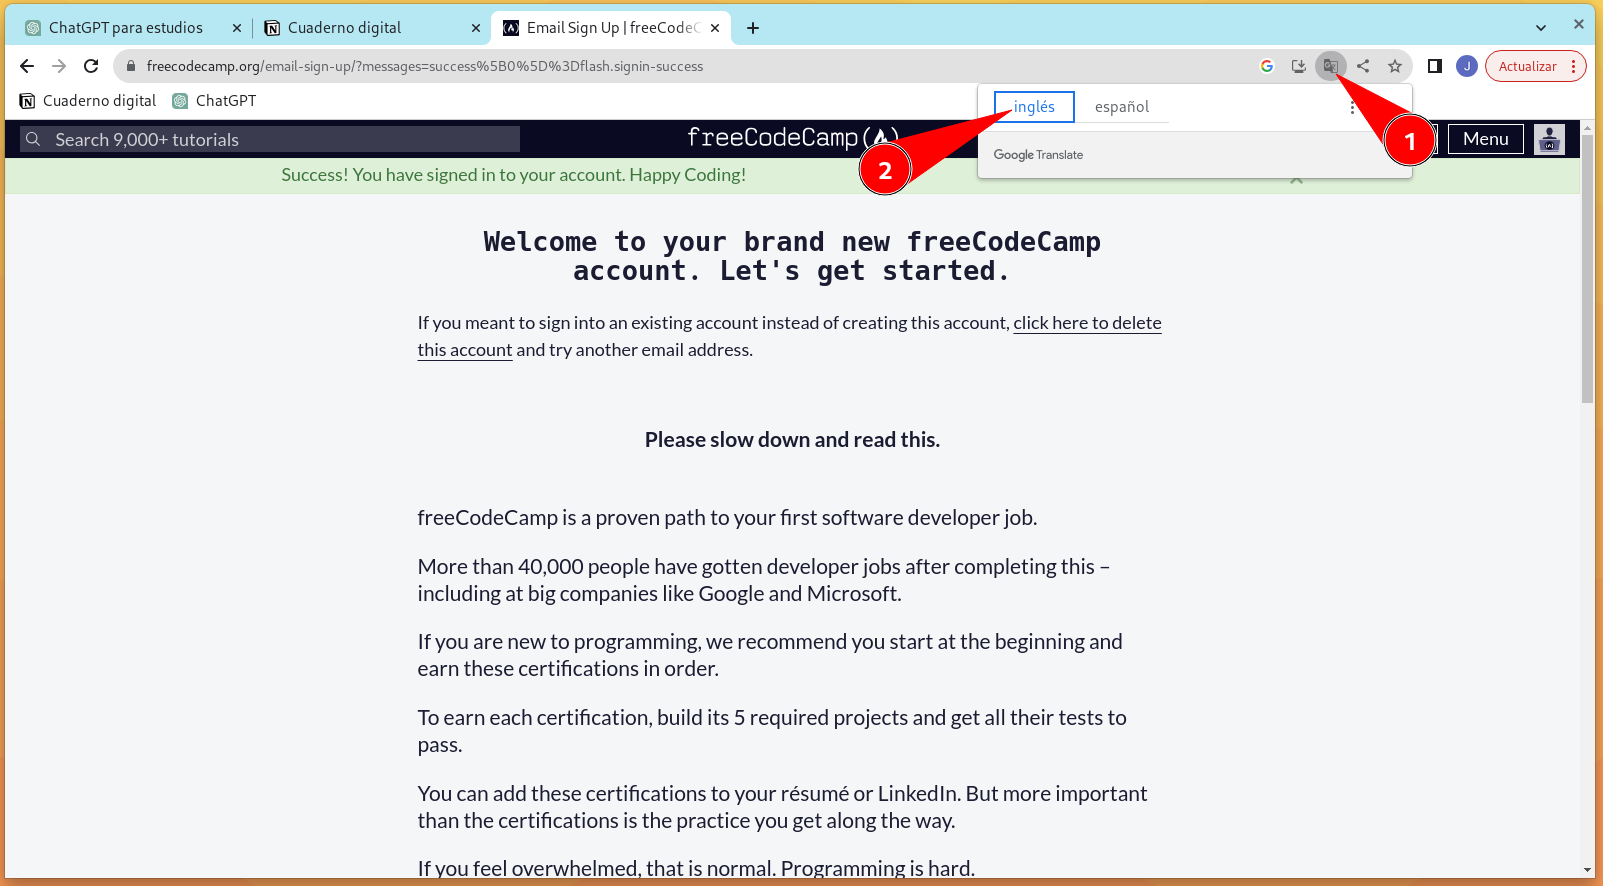 ChatGPT para estudios
Cuaderno digital
Email Sign Up | freeCodeC
freecodecamp.org/email-sign-up/?messages=success%5B0%5D%3Dflash.signin-success
J
Actualizar
Cuaderno digital
ChatGPT
inglés
español
Google Translate
1
2
Search 9,000+ tutorials
freeCodeCamp
Menu
Success! You have signed in to your account. Happy Coding!
Welcome to your brand new freeCodeCamp
account. Let's get started.
If you meant to sign into an existing account instead of creating this account, click here to delete
this account and try another email address.
Please slow down and read this.
freeCodeCamp is a proven path to your first software developer job.
More than 40,000 people have gotten developer jobs after completing this –
including at big companies like Google and Microsoft.
If you are new to programming, we recommend you start at the beginning and
earn these certifications in order.
To earn each certification, build its 5 required projects and get all their tests to
pass.
You can add these certifications to your résumé or LinkedIn. But more important
than the certifications is the practice you get along the way.
If you feel overwhelmed, that is normal. Programming is hard.